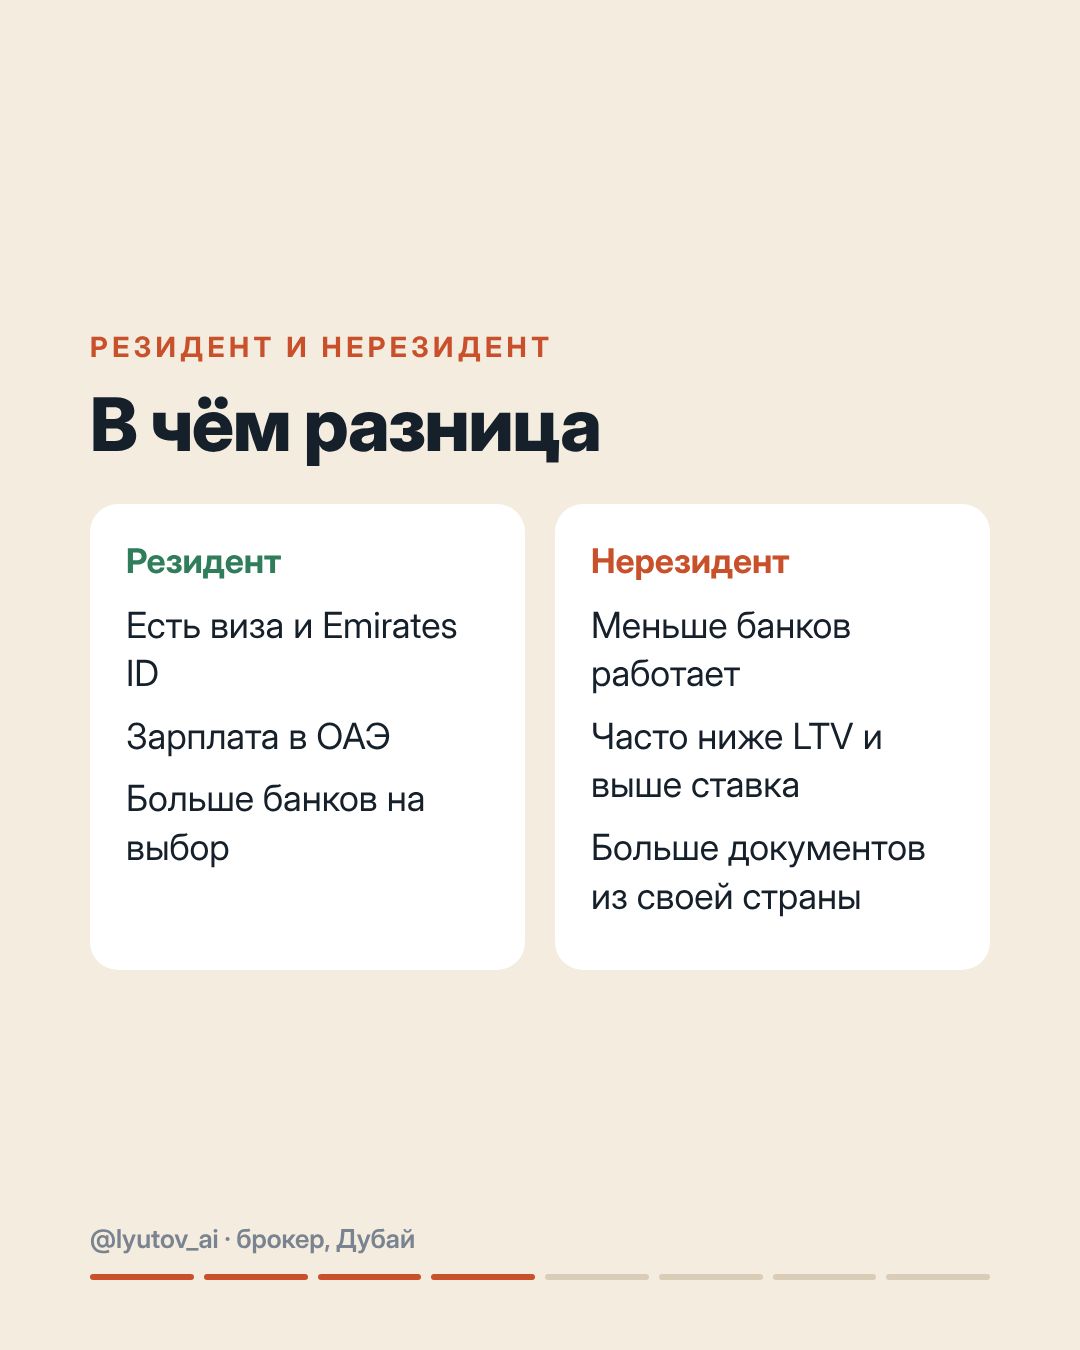 РЕЗИДЕНТ И НЕРЕЗИДЕНТ
В чём разница
Резидент
Есть виза и Emirates
ID
Зарплата в ОАЭ
Больше банков на
выбор
Нерезидент
Меньше банков
работает
Часто ниже LTV и
выше ставка
Больше документов
из своей страны
@lyutov_ai · брокер, Дубай